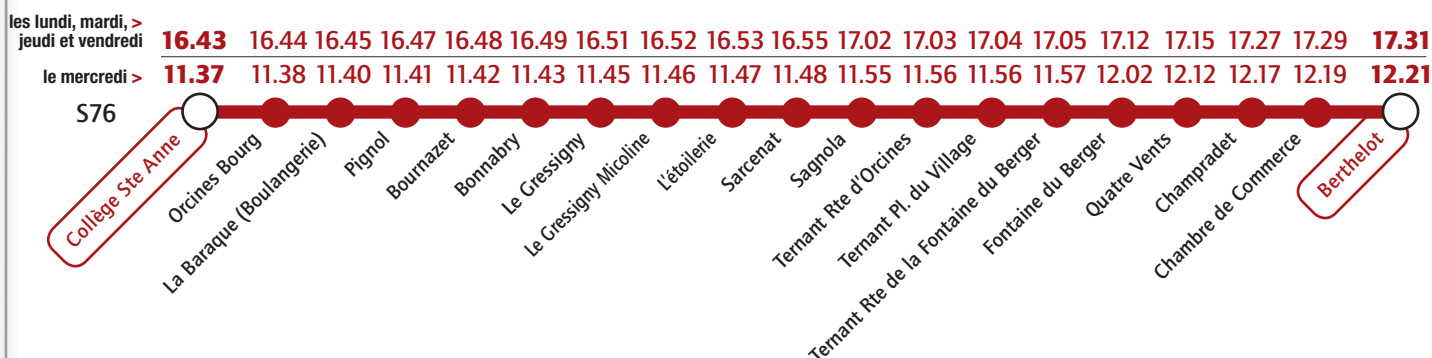 les lundi, mardi, >
jeudi et vendredi 16.43 16.44 16.45 16.47 16.48 16.49 16.51 16.52 16.53 16.55 17.02 17.03 17.04 17.05 17.12 17.15 17.27 17.29 17.31
le mercredi > 11.37 11.38 11.40 11.41 11.42 11.43 11.45 11.46 11.47 11.48 11.55 11.56 11.56 11.57 12.02 12.12 12.17 12.19 12.21
S76
Collège Ste Anne
Orcines Bourg
La Baraque (Boulangerie)
Pignol
Bournazet
Bonnabry
Le Gressigny
Le Gressigny Micoline
L'étoilerie
Sarcenat
Sagnola
Ternant Rte d'Orcines
Ternant Pl. du Village
Ternant Rte de la Fontaine du Berger
Fontaine du Berger
Quatre Vents
Champradet
Chambre de Commerce
Berthelot